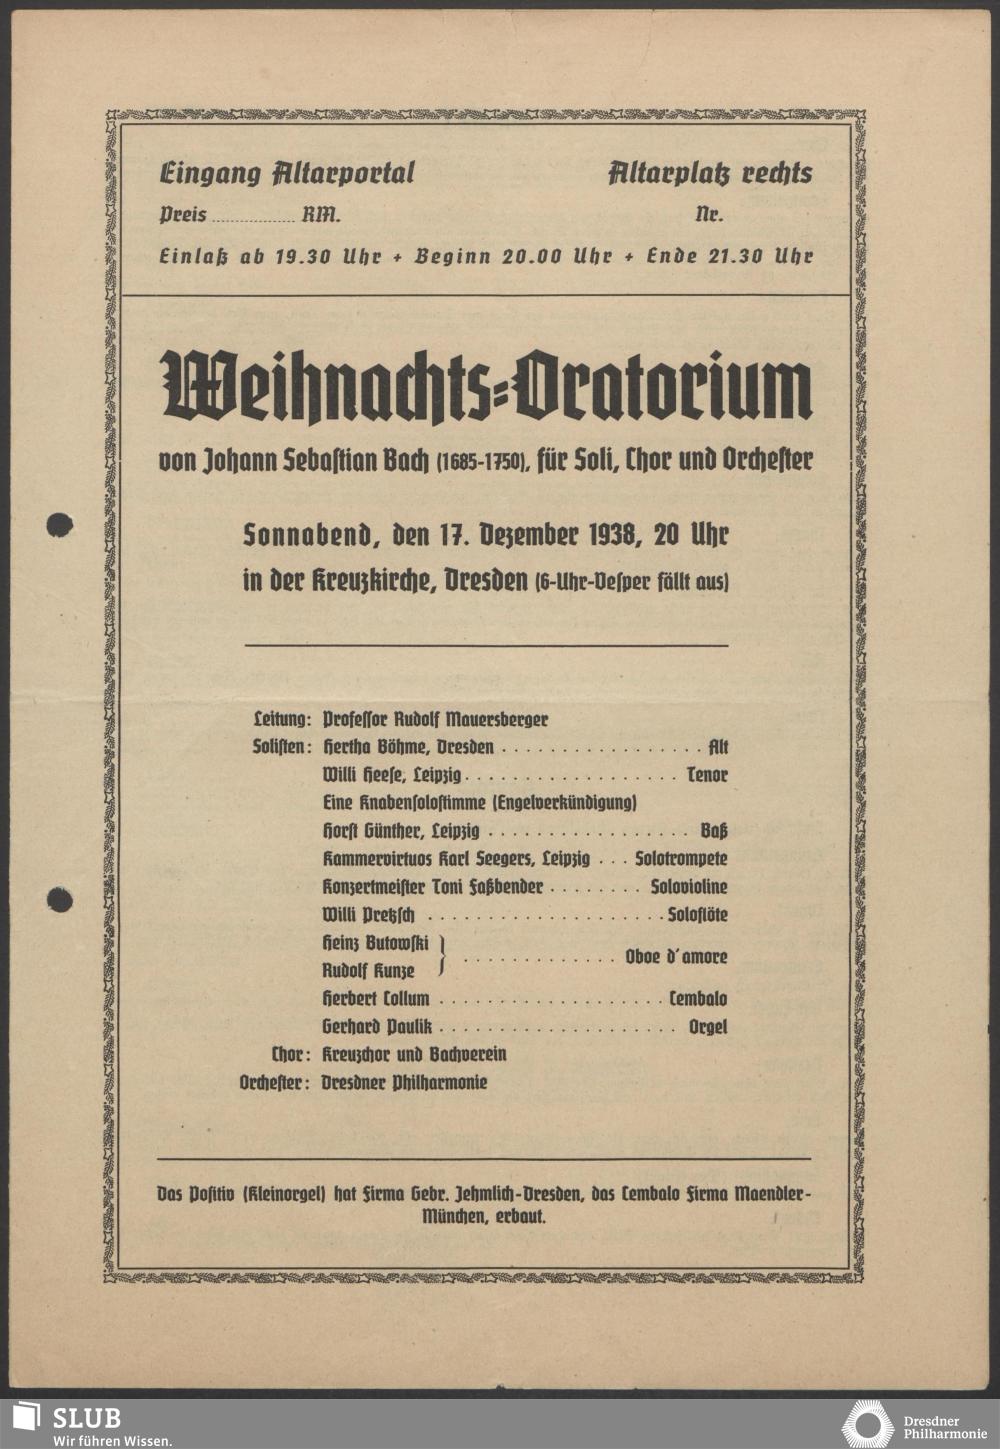 Eingang Altarportal Altarplatz rechts
Preis .............. RM. Nr.
Einlaß ab 19.30 Uhr + Beginn 20.00 Uhr + Ende 21.30 Uhr
Weihnachts-Oratorium
von Johann Sebastian Bach (1685-1750), für Soli, Chor und Orchester
Sonnabend, den 17. Dezember 1938, 20 Uhr
in der Kreuzkirche, Dresden (6-Uhr-Vesper fällt aus)
Leitung: Professor Rudolf Mauersberger
Solisten: Hertha Böhme, Dresden . . . . . . . . . . . . . . . . . Alt
Willi Heese, Leipzig . . . . . . . . . . . . . . . . . . Tenor
Eine Knabensolostimme (Engelverkündigung)
Horst Günther, Leipzig . . . . . . . . . . . . . . . . . Baß
Kammervirtuos Karl Seegers, Leipzig . . . Solotrompete
Konzertmeister Toni Faßbender . . . . . . . . Solovioline
Willi Pretzsch . . . . . . . . . . . . . . . . . . . . Soloflöte
Heinz Butowski
} . . . . . . . . . . . . . Oboe d'amore
Rudolf Kunze
Herbert Collum . . . . . . . . . . . . . . . . . . . Cembalo
Gerhard Paulik . . . . . . . . . . . . . . . . . . . . Orgel
Chor: Kreuzchor und Bachverein
Orchester: Dresdner Philharmonie
Das Positiv (Kleinorgel) hat Firma Gebr. Jehmlich-Dresden, das Cembalo Firma Maendler-
München, erbaut.
SLUB
Wir führen Wissen.
Dresdner
Philharmonie